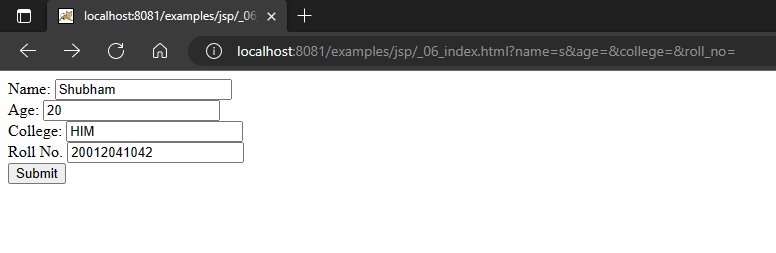 localhost:8081/examples/jsp/_06
localhost:8081/examples/jsp/_06_index.html?name=s&age=&college=&roll_no=
Name: Shubham
Age: 20
College: HIM
Roll No. 20012041042
Submit